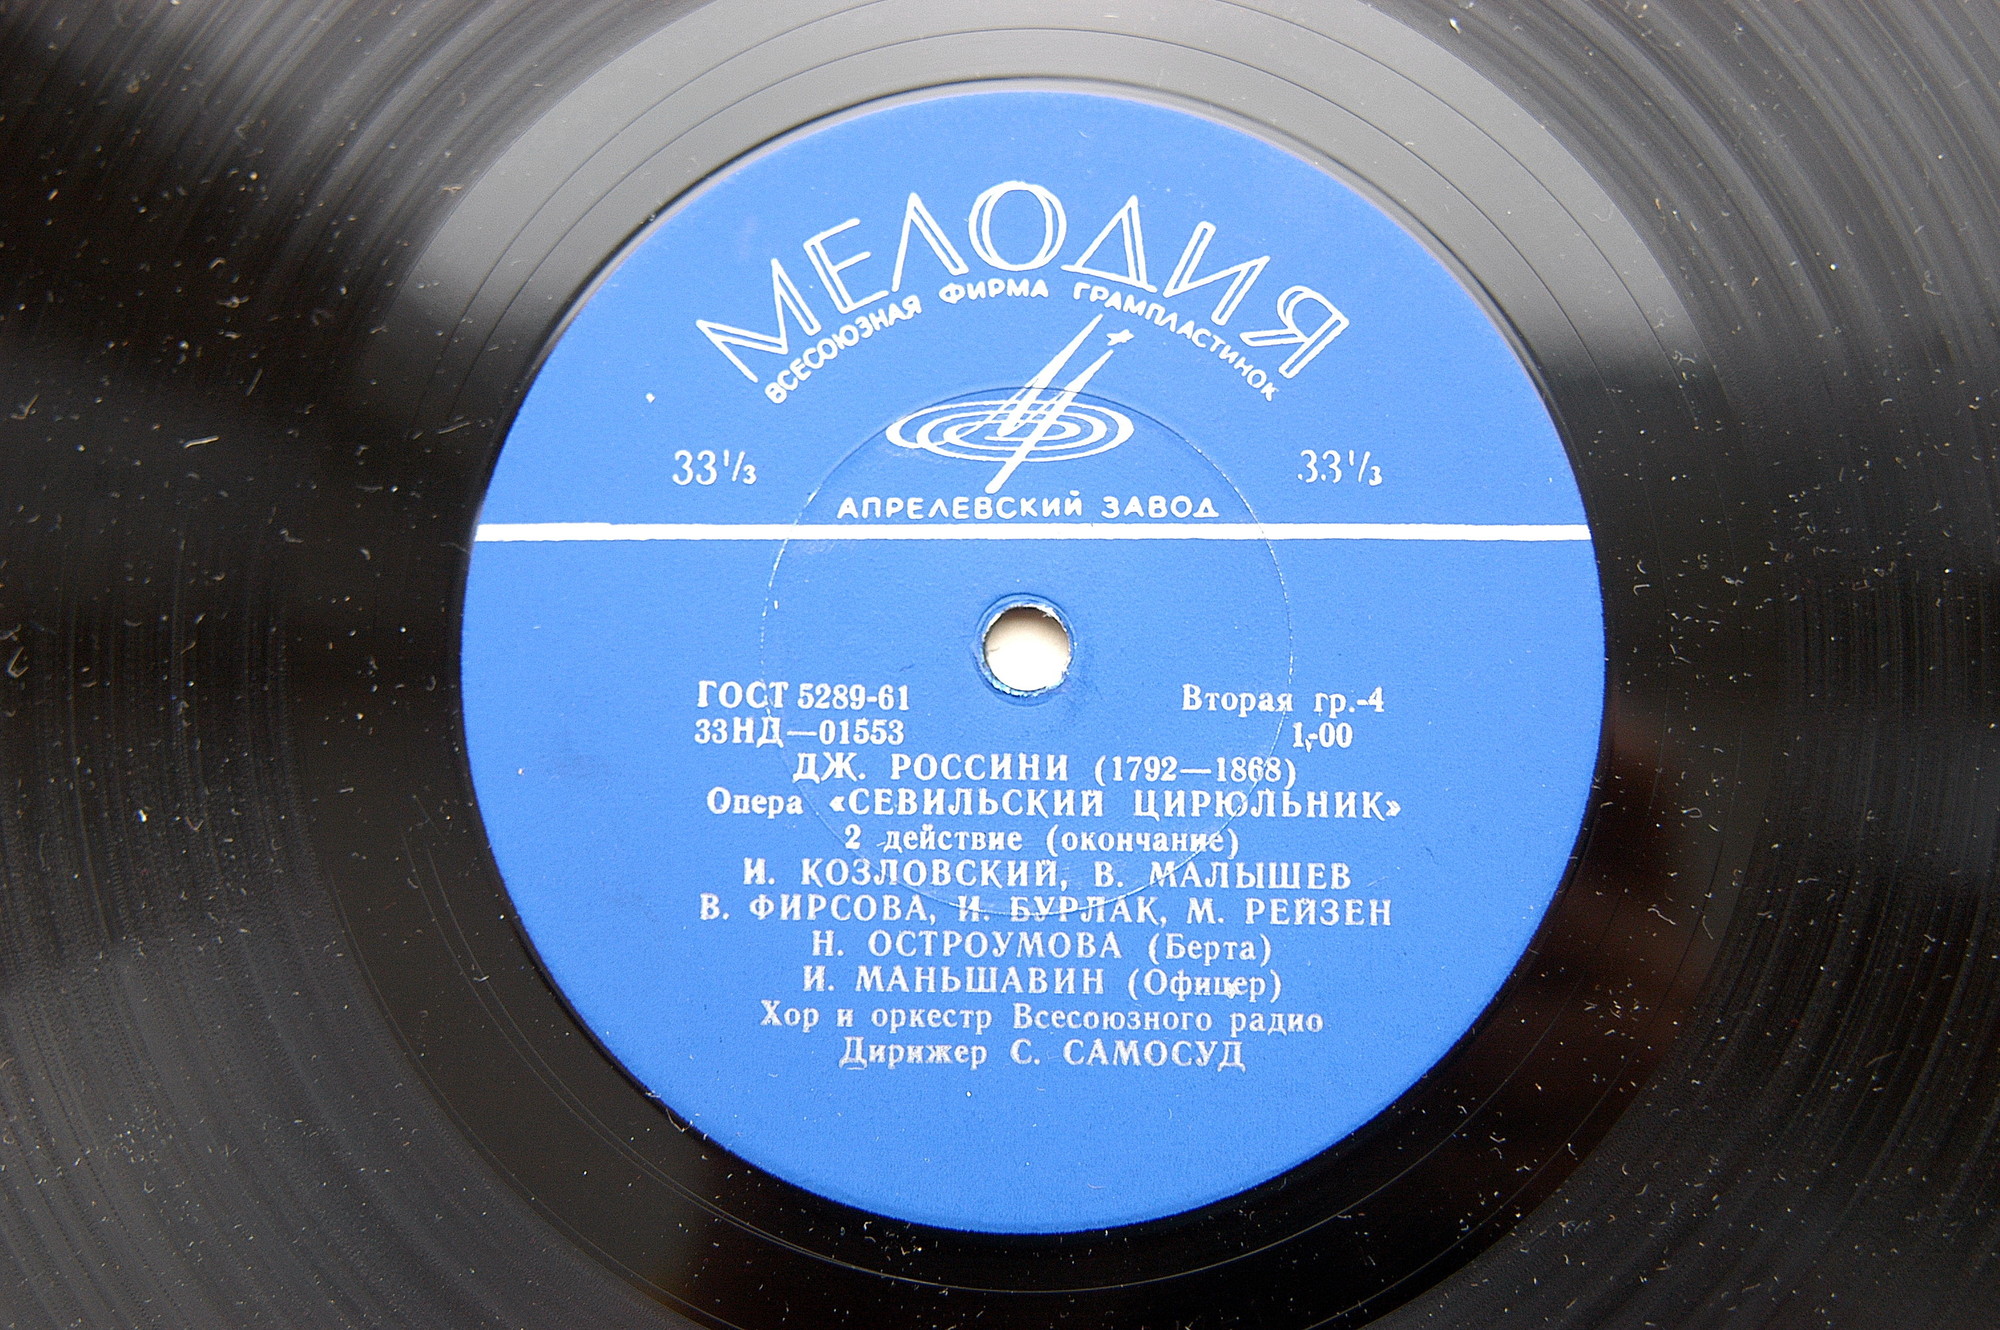 МЕЛОДИЯ
ВСЕСОЮЗНАЯ ФИРМА ГРАМПЛАСТИНОК
33⅓ 33⅓
АПРЕЛЕВСКИЙ ЗАВОД
ГОСТ 5289-61 Вторая гр.-4
33НД—01553 1,-00
ДЖ. РОССИНИ (1792—1868)
Опера «СЕВИЛЬСКИЙ ЦИРЮЛЬНИК»
2 действие (окончание)
И. КОЗЛОВСКИЙ, В. МАЛЫШЕВ
В. ФИРСОВА, И. БУРЛАК, М. РЕЙЗЕН
Н. ОСТРОУМОВА (Берта)
И. МАНЬШАВИН (Офицер)
Хор и оркестр Всесоюзного радио
Дирижер С. САМОСУД